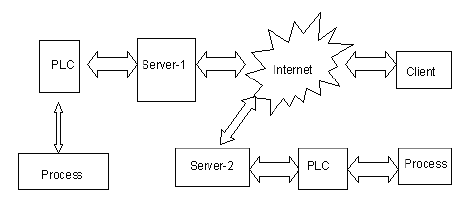 PLC
Server-1
Internet
Client
Process
Server-2
PLC
Process